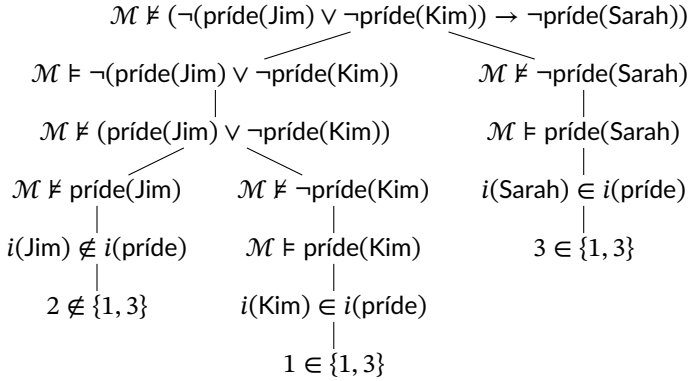 ℳ ⊭ (¬(príde(Jim) ∨ ¬príde(Kim)) → ¬príde(Sarah))
ℳ ⊨ ¬(príde(Jim) ∨ ¬príde(Kim)) ℳ ⊭ ¬príde(Sarah)
ℳ ⊭ (príde(Jim) ∨ ¬príde(Kim)) ℳ ⊨ príde(Sarah)
ℳ ⊭ príde(Jim) ℳ ⊭ ¬príde(Kim) i(Sarah) ∈ i(príde)
i(Jim) ∉ i(príde) ℳ ⊨ príde(Kim) 3 ∈ {1, 3}
2 ∉ {1, 3} i(Kim) ∈ i(príde)
1 ∈ {1, 3}